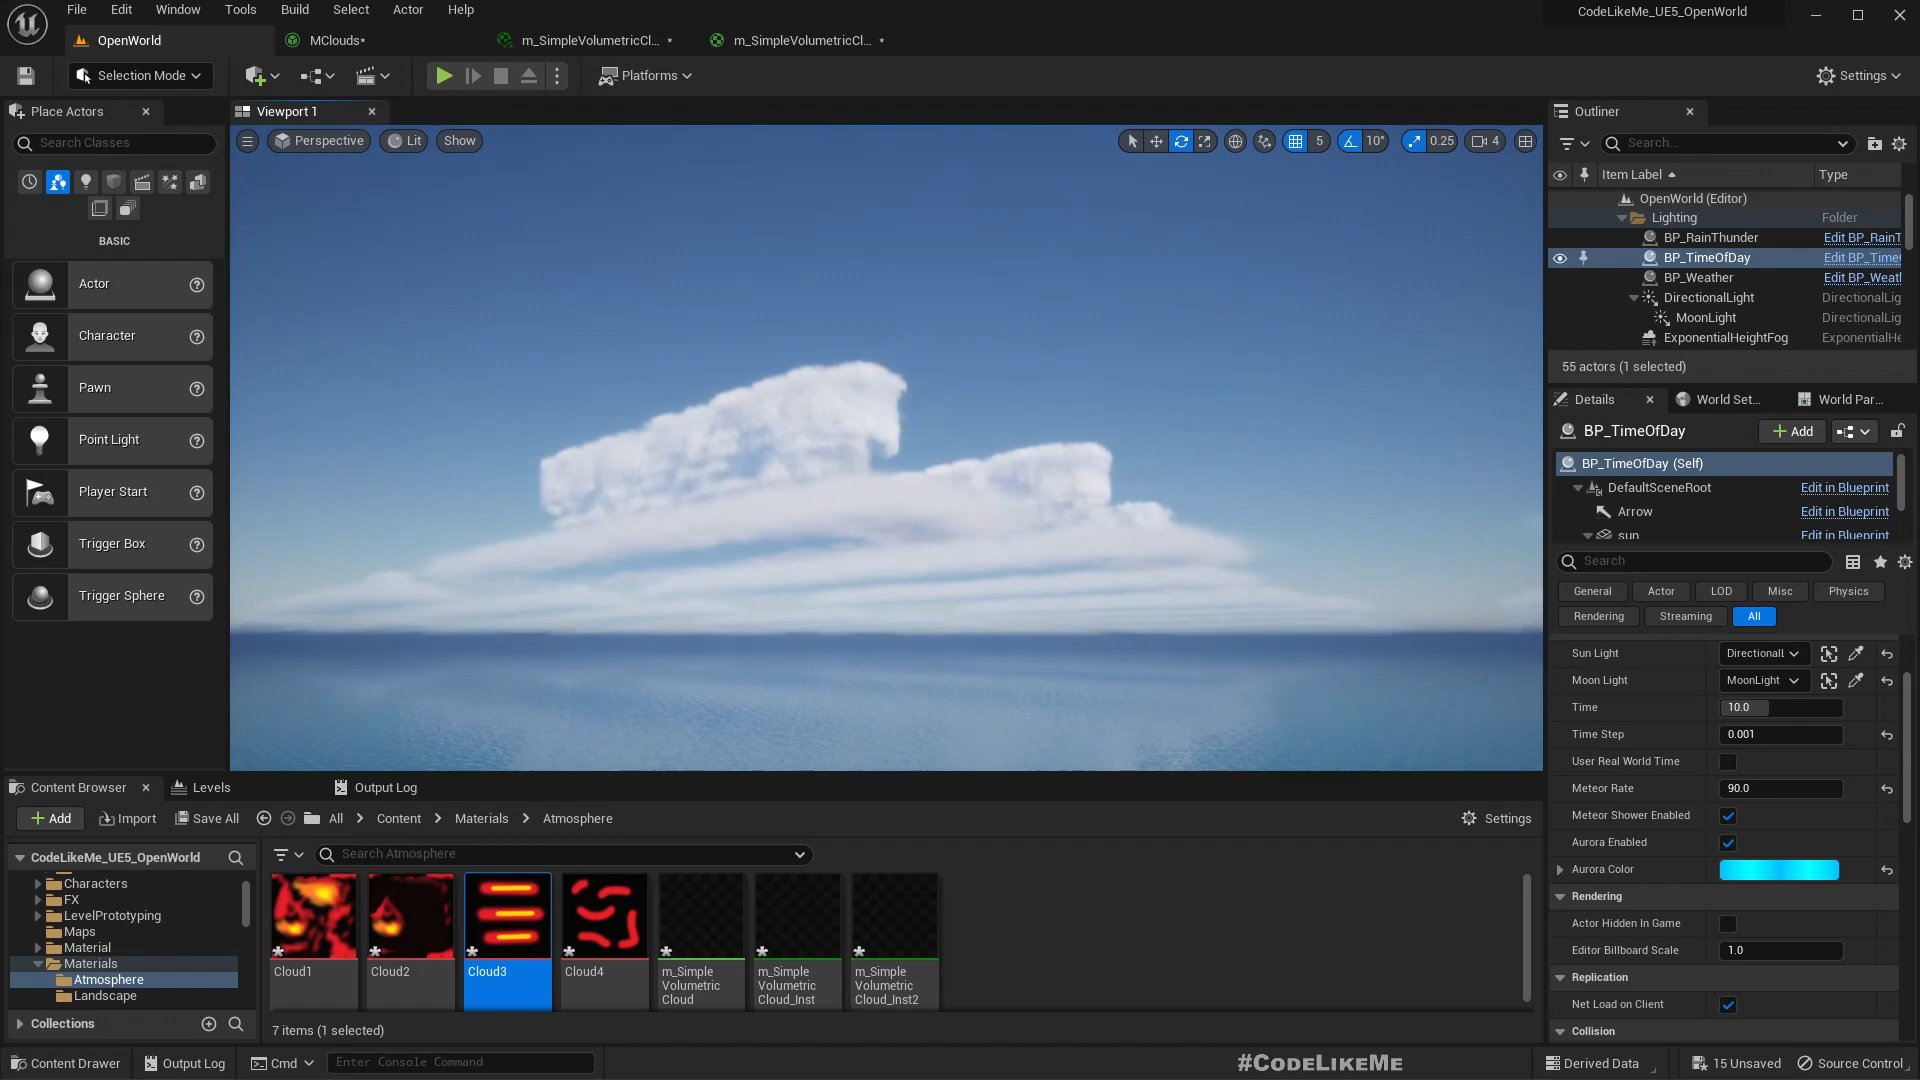 File Edit Window Tools Build Select Actor Help
CodeLikeMe_UE5_OpenWorld
OpenWorld MClouds* m_SimpleVolumetricCl... * m_SimpleVolumetricCl... *
Selection Mode Platforms Settings
Place Actors
Search Classes
BASIC
Actor
Character
Pawn
Point Light
Player Start
Trigger Box
Trigger Sphere
Viewport 1
Perspective Lit Show 5 10° 0.25 4
Outliner
Search...
Item Label Type
OpenWorld (Editor)
Lighting Folder
BP_RainThunder Edit BP_RainT
BP_TimeOfDay Edit BP_Time
BP_Weather Edit BP_Weat
DirectionalLight DirectionalLig
MoonLight DirectionalLig
ExponentialHeightFog ExponentialHe
55 actors (1 selected)
Details World Set... World Par...
BP_TimeOfDay Add
BP_TimeOfDay (Self)
DefaultSceneRoot Edit in Blueprint
Arrow Edit in Blueprint
sun Edit in Blueprint
Search
General Actor LOD Misc Physics
Rendering Streaming All
Sun Light Directionall
Moon Light MoonLight
Time 10.0
Time Step 0.001
User Real World Time
Meteor Rate 90.0
Meteor Shower Enabled
Aurora Enabled
Aurora Color
Rendering
Actor Hidden In Game
Editor Billboard Scale 1.0
Replication
Net Load on Client
Collision
Content Browser Levels Output Log
Add Import Save All All Content Materials Atmosphere Settings
CodeLikeMe_UE5_OpenWorld
Characters
FX
LevelPrototyping
Maps
Material
Materials
Atmosphere
Landscape
Collections
Search Atmosphere
Cloud1
Cloud2
Cloud3
Cloud4
m_Simple
Volumetric
Cloud
m_Simple
Volumetric
Cloud_Inst
m_Simple
Volumetric
Cloud_Inst2
7 items (1 selected)
Content Drawer Output Log Cmd Enter Console Command #CodeLikeMe Derived Data 15 Unsaved Source Control